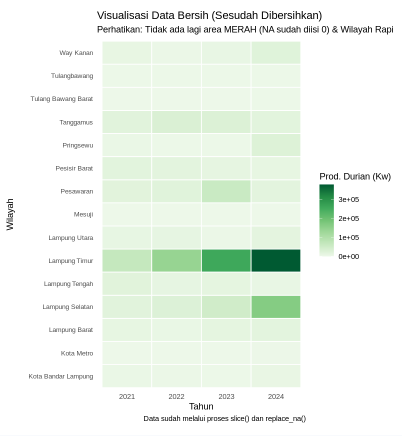 Visualisasi Data Bersih (Sesudah Dibersihkan)
Perhatikan: Tidak ada lagi area MERAH (NA sudah diisi 0) & Wilayah Rapi
Wilayah
Way Kanan
Tulangbawang
Tulang Bawang Barat
Tanggamus
Pringsewu
Pesisir Barat
Pesawaran
Mesuji
Lampung Utara
Lampung Timur
Lampung Tengah
Lampung Selatan
Lampung Barat
Kota Metro
Kota Bandar Lampung
2021 2022 2023 2024
Tahun
Data sudah melalui proses slice() dan replace_na()
Prod. Durian (Kw)
3e+05
2e+05
1e+05
0e+00